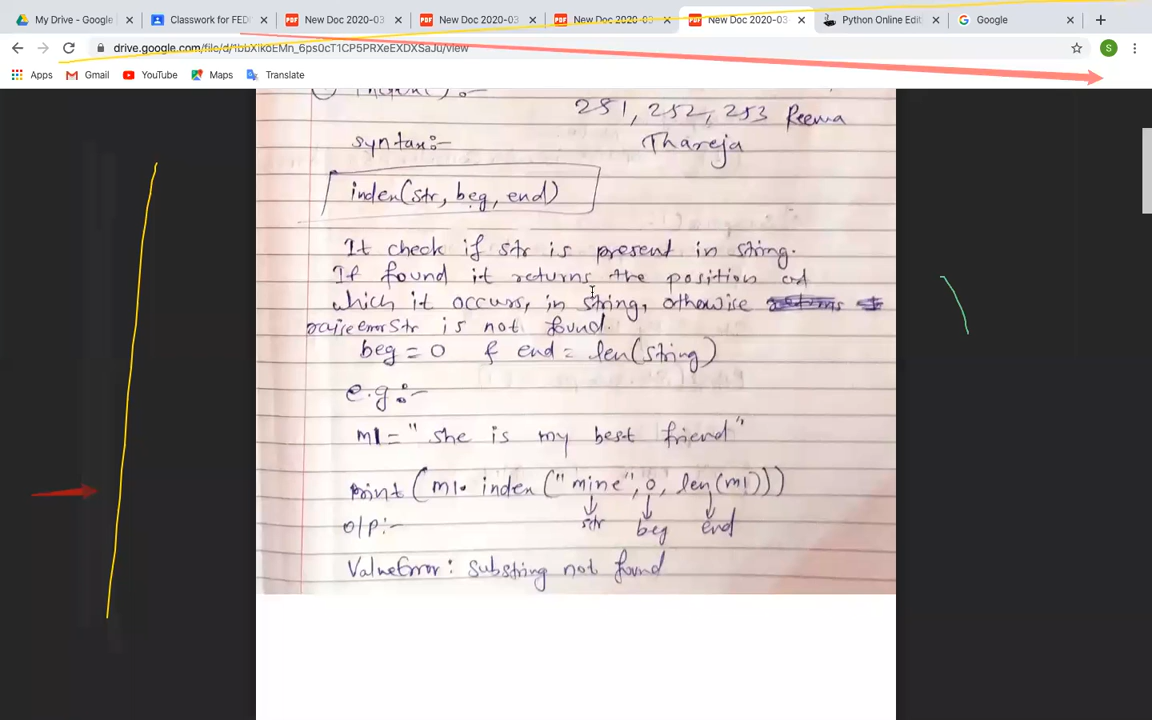 My Drive - Google
Classwork for FED
New Doc 2020-03
New Doc 2020-03
New Doc 2020-03
New Doc 2020-03
Python Online Edit
Google
drive.google.com/file/d/1bbXlkoEMn_6ps0cT1CP5PRXeEXDXSaJu/view
S
Apps
Gmail
YouTube
Maps
Translate
251, 252, 253 Reema
Thareja
syntax:-
index(str, beg, end)
It check if str is present in string.
If found it returns the position at
which it occurs, in string, otherwise
raise error str is not found.
beg = 0 & end = len(string)
e.g:-
m1 = "she is my best friend"
print (m1. index ("mine", 0, len(m1)))
str beg end
o/p:-
ValueError: substring not found